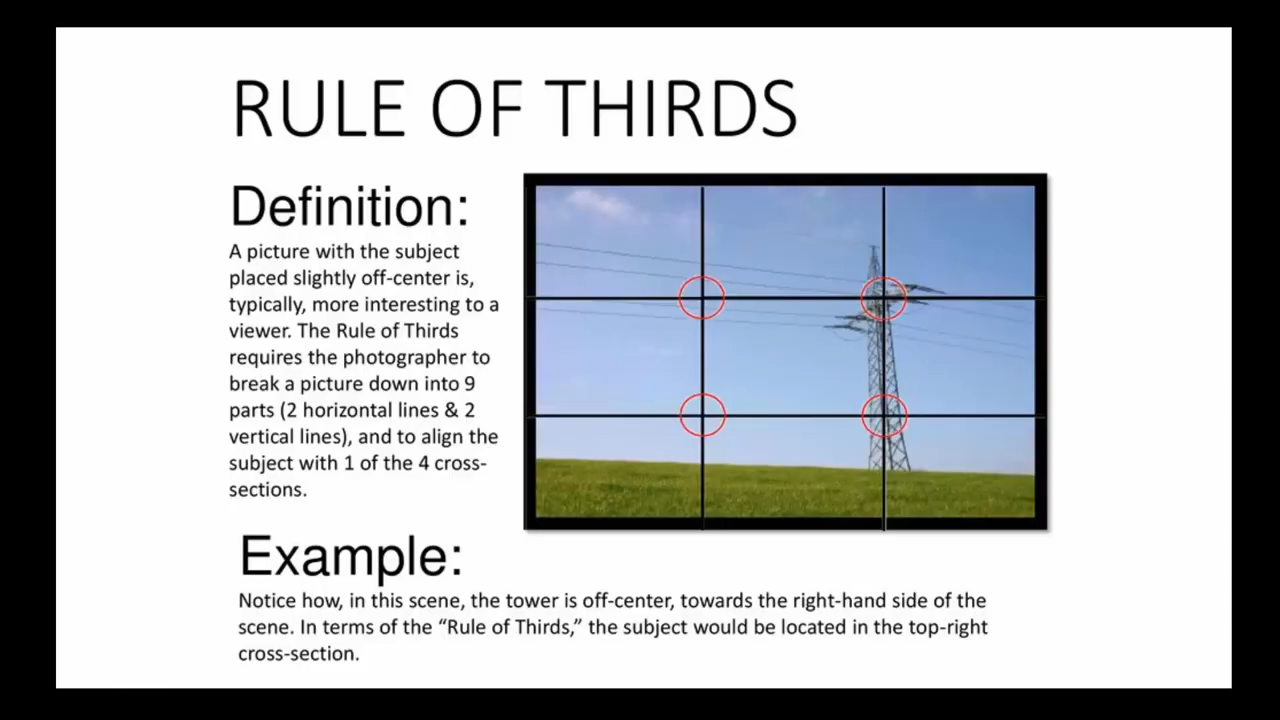 RULE OF THIRDS
Definition:
A picture with the subject
placed slightly off-center is,
typically, more interesting to a
viewer. The Rule of Thirds
requires the photographer to
break a picture down into 9
parts (2 horizontal lines & 2
vertical lines), and to align the
subject with 1 of the 4 cross-
sections.
Example:
Notice how, in this scene, the tower is off-center, towards the right-hand side of the
scene. In terms of the “Rule of Thirds,” the subject would be located in the top-right
cross-section.